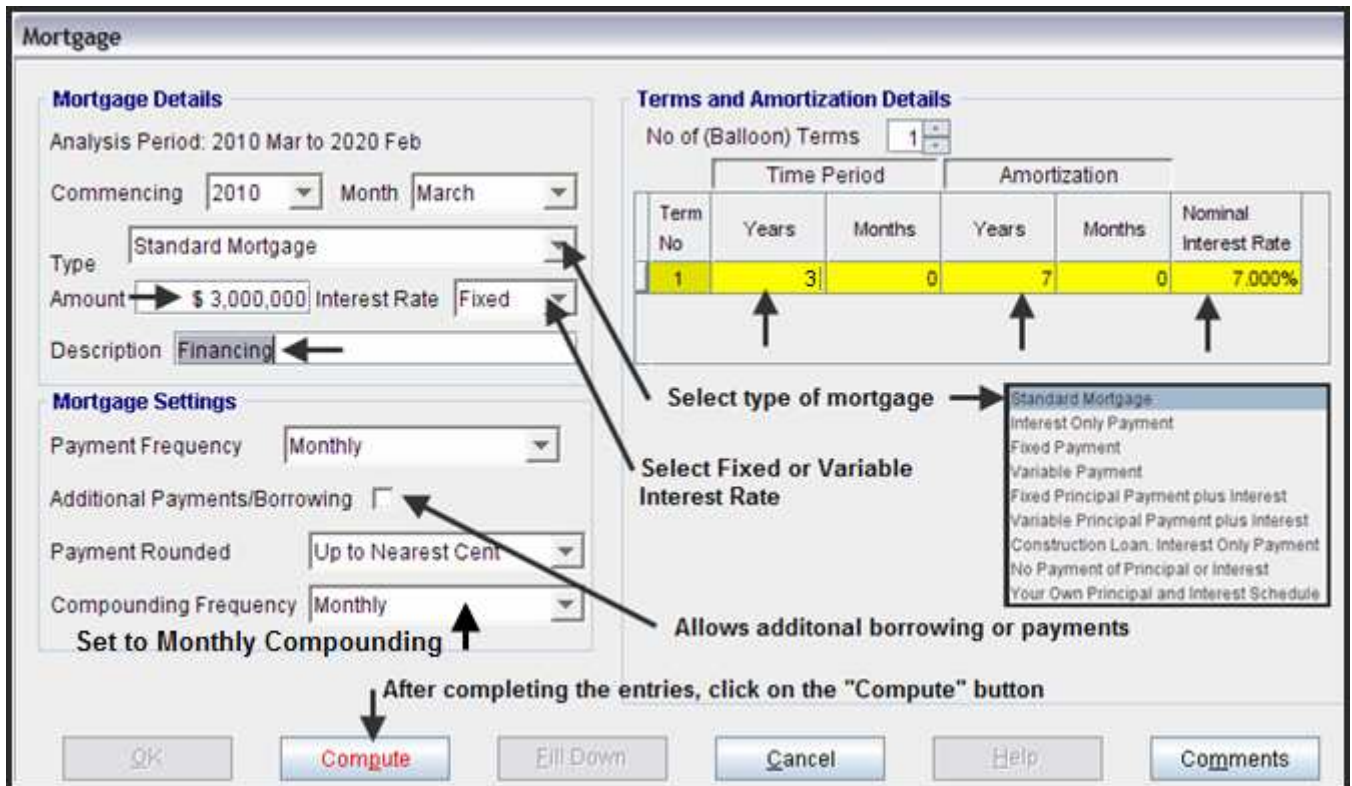 Mortgage
Mortgage Details
Analysis Period: 2010 Mar to 2020 Feb
Commencing 2010 Month March
Type Standard Mortgage
Amount $ 3,000,000 Interest Rate Fixed
Description Financing
Mortgage Settings
Payment Frequency Monthly
Additional Payments/Borrowing
Payment Rounded Up to Nearest Cent
Compounding Frequency Monthly
Set to Monthly Compounding
Terms and Amortization Details
No of (Balloon) Terms 1
Time Period Amortization
Term No Years Months Years Months Nominal Interest Rate
1 3 0 7 0 7.000%
Select type of mortgage
Select Fixed or Variable
Interest Rate
Standard Mortgage
Interest Only Payment
Fixed Payment
Variable Payment
Fixed Principal Payment plus Interest
Variable Principal Payment plus Interest
Construction Loan. Interest Only Payment
No Payment of Principal or Interest
Your Own Principal and Interest Schedule
Allows additonal borrowing or payments
After completing the entries, click on the "Compute" button
OK Compute Fill Down Cancel Help Comments